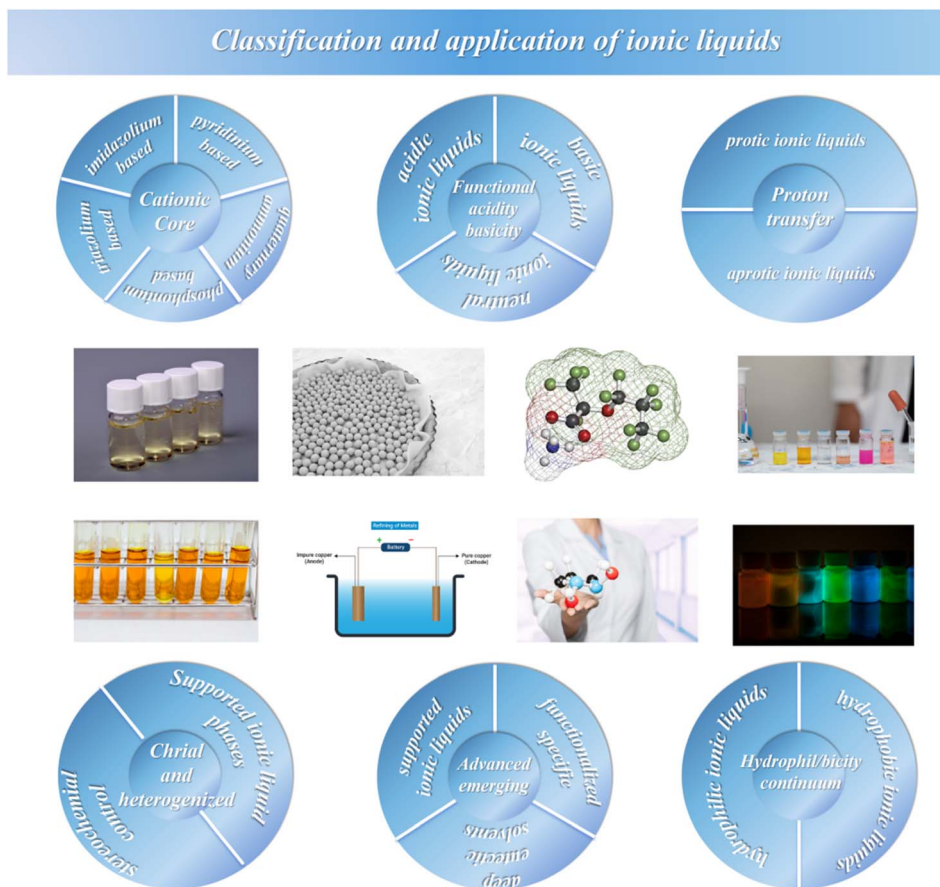 Classification and application of ionic liquids
imidazolium
based
pyridinium
based
quaternary
ammonium
phosphonium
based
triazolium
based
Cationic
Core
acidic
ionic liquids
basic
ionic liquids
neutral
ionic liquids
Functional
acidity
basicity
protic ionic liquids
Proton
transfer
aprotic ionic liquids
Refining of Metals
+
−
Battery
Impure copper
(Anode)
Pure copper
(Cathode)
Supported ionic liquid
phases
Chrial
and
heterogenized
stereochemial
control
supported
ionic liquids
functionalized
specific
Advanced
emerging
deep
eutectic
solvents
hydrophilic ionic liquids
Hydrophil/bicity
continuum
hydrophobic ionic liquids